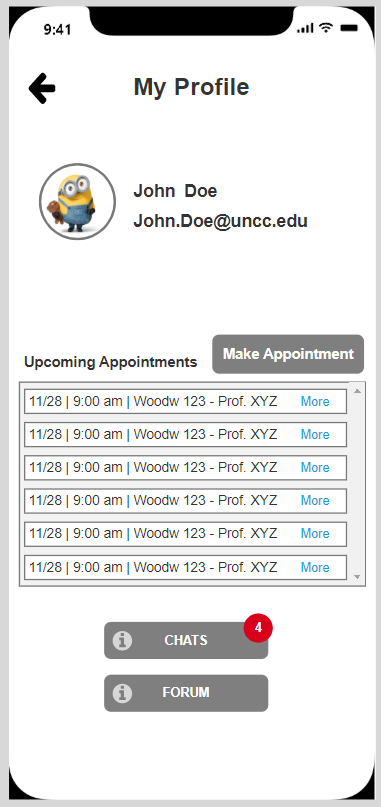 9:41
My Profile
John Doe
John.Doe@uncc.edu
Upcoming Appointments
Make Appointment
11/28 | 9:00 am | Woodw 123 - Prof. XYZ More
11/28 | 9:00 am | Woodw 123 - Prof. XYZ More
11/28 | 9:00 am | Woodw 123 - Prof. XYZ More
11/28 | 9:00 am | Woodw 123 - Prof. XYZ More
11/28 | 9:00 am | Woodw 123 - Prof. XYZ More
11/28 | 9:00 am | Woodw 123 - Prof. XYZ More
CHATS 4
FORUM